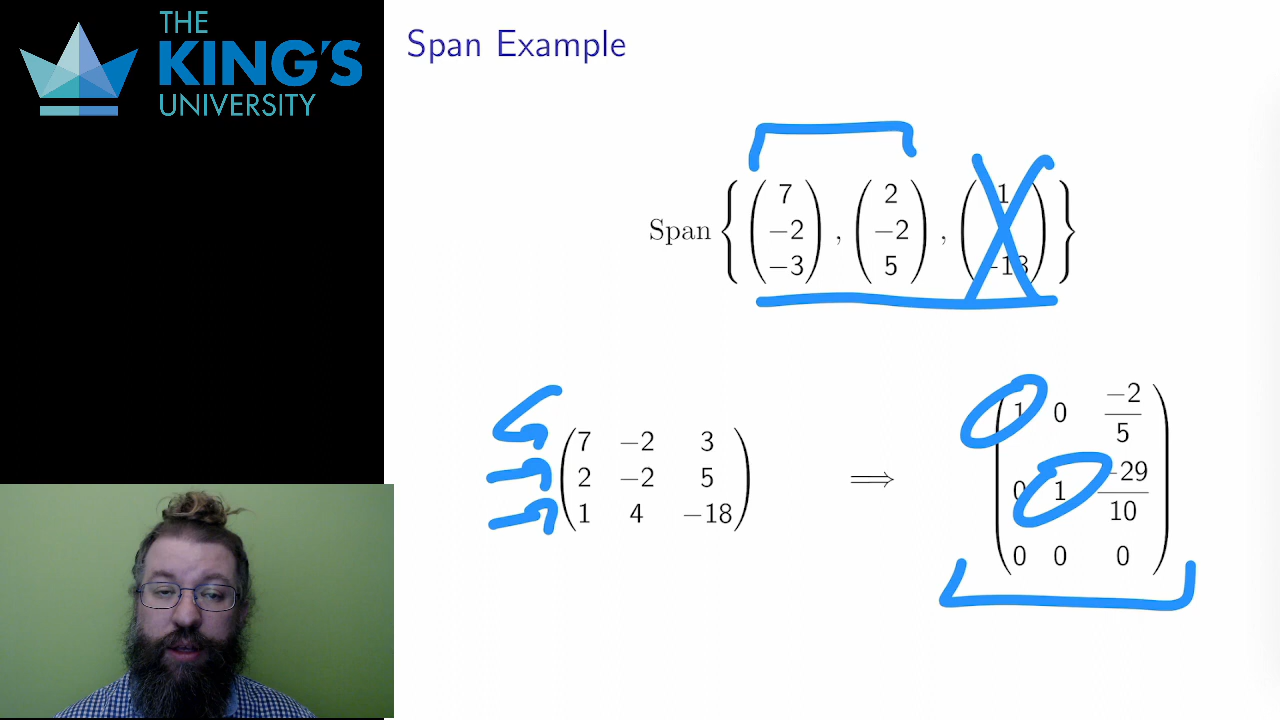 THE
KING'S
UNIVERSITY
Span Example
Span { ( 7 −2 −3 ) , ( 2 −2 5 ) , ( 1 −18 ) }
( 7 −2 3
2 −2 5
1 4 −18 )
⟹
( 1 0 −2/5
0 1 −29/10
0 0 0 )